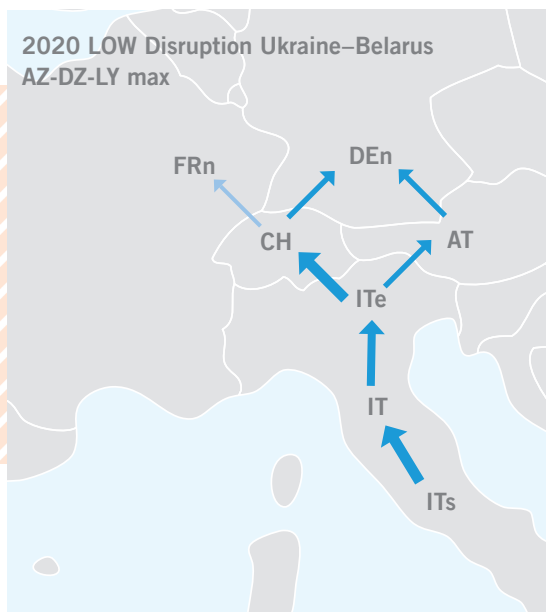 2020 LOW Disruption Ukraine–Belarus
AZ-DZ-LY max
FRn
DEn
CH
AT
ITe
IT
ITs